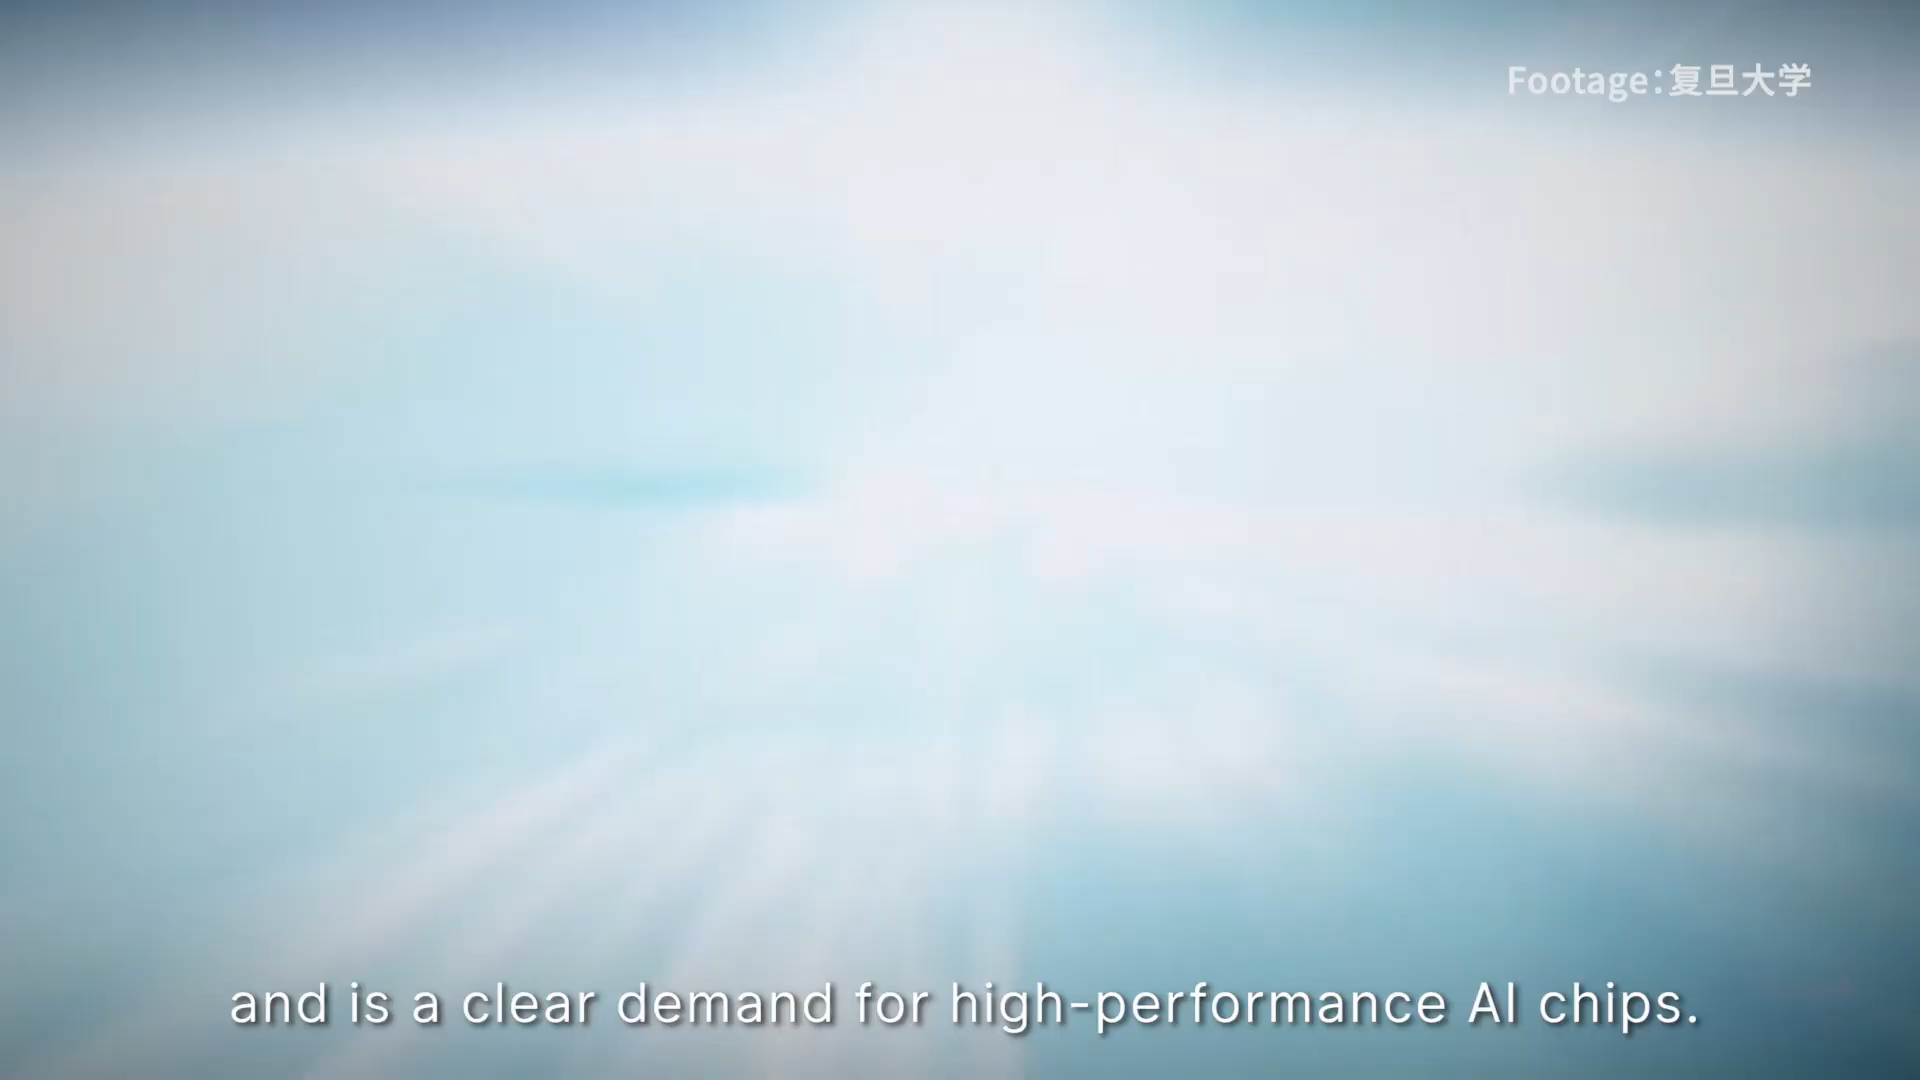 Footage:复旦大学
and is a clear demand for high-performance AI chips.